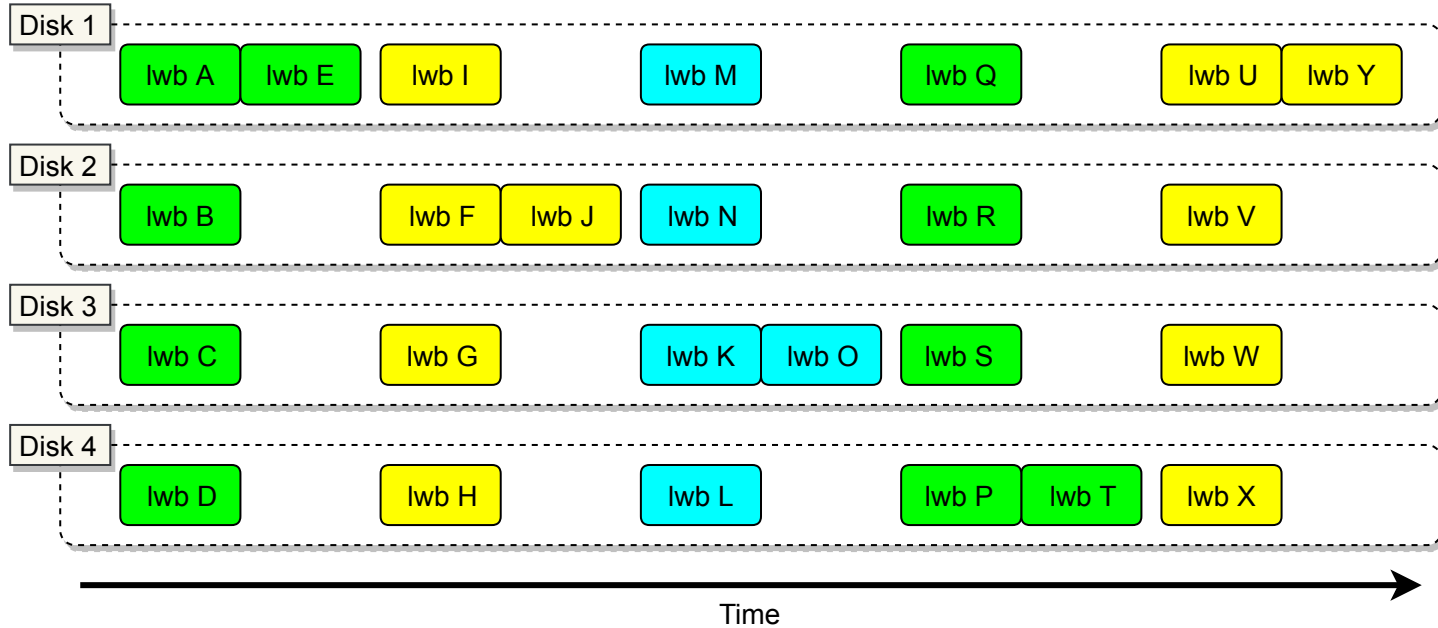 Disk 1
lwb A lwb E lwb I lwb M lwb Q lwb U lwb Y
Disk 2
lwb B lwb F lwb J lwb N lwb R lwb V
Disk 3
lwb C lwb G lwb K lwb O lwb S lwb W
Disk 4
lwb D lwb H lwb L lwb P lwb T lwb X
Time